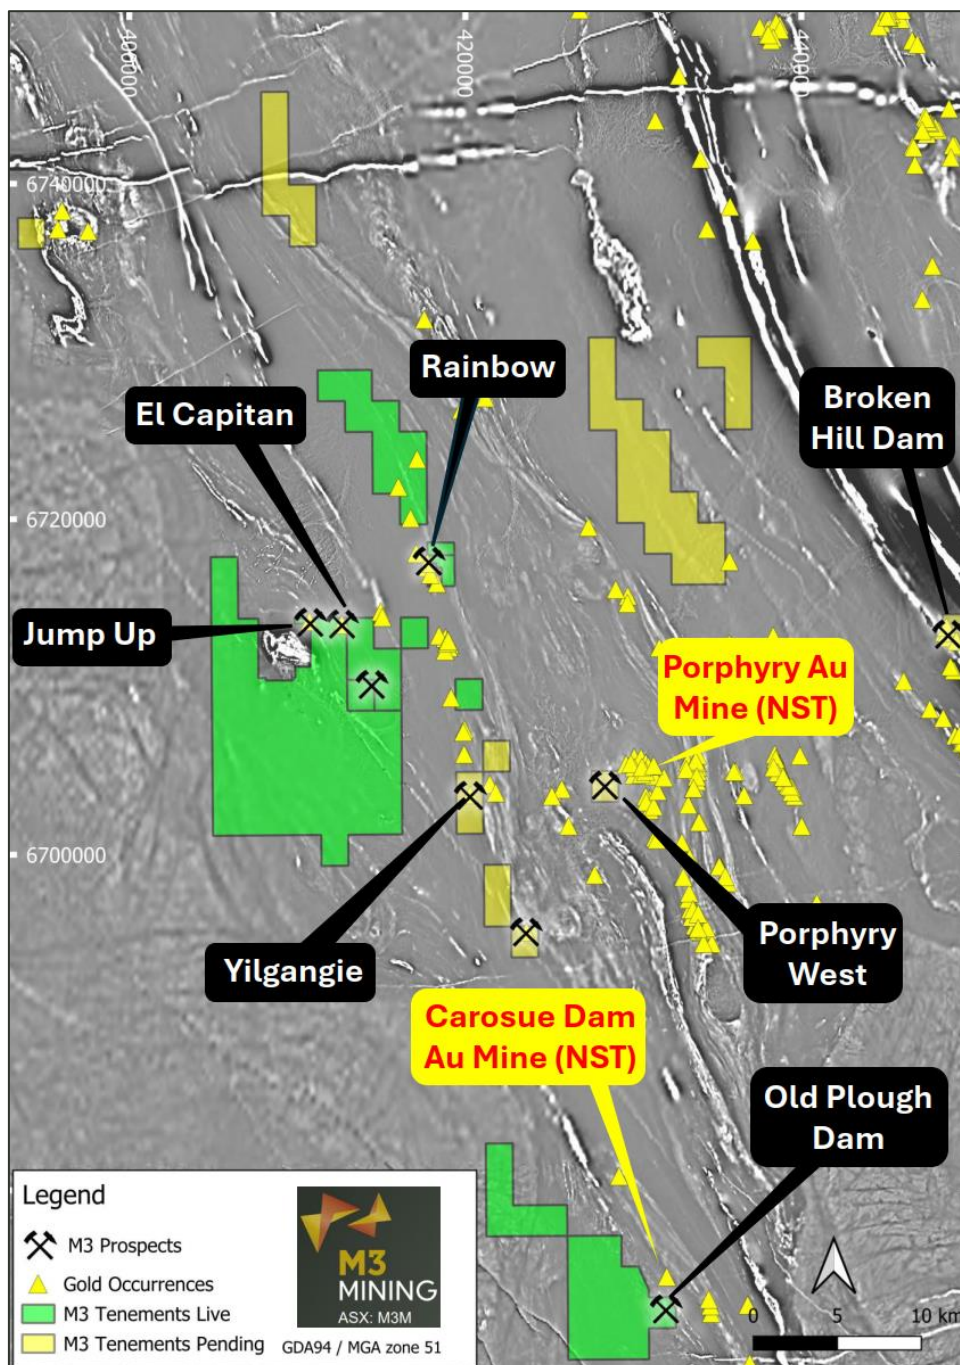 400000
420000
440000
6740000
Rainbow
El Capitan
Broken
Hill Dam
6720000
Jump Up
Porphyry Au
Mine (NST)
6700000
Yilgangie
Porphyry
West
Carosue Dam
Au Mine (NST)
Old Plough
Dam
Legend
M3 Prospects
Gold Occurrences
M3 Tenements Live
M3 Tenements Pending
M3
MINING
ASX: M3M
GDA94 / MGA zone 51
0 5 10 km